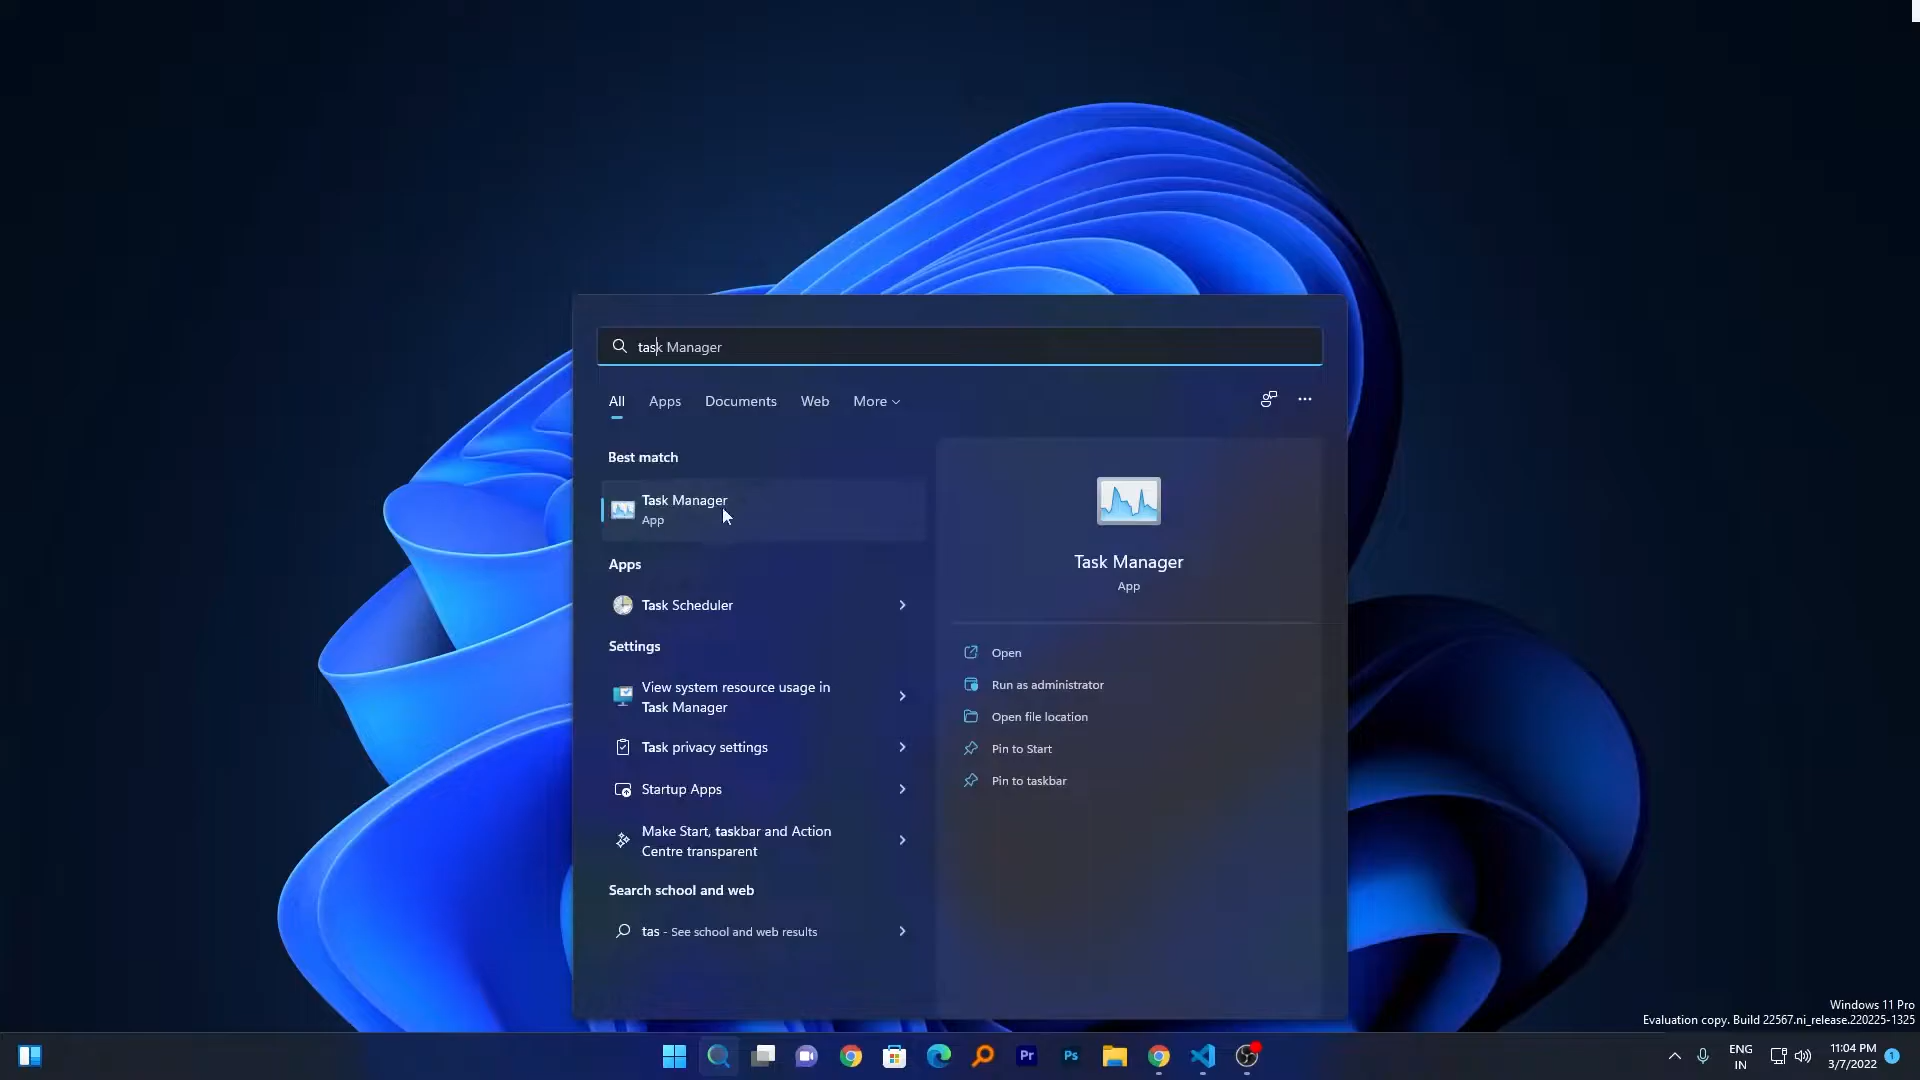 task Manager
All Apps Documents Web More
Best match
Task Manager
App
Apps
Task Scheduler
Settings
View system resource usage in
Task Manager
Task privacy settings
Startup Apps
Make Start, taskbar and Action
Centre transparent
Search school and web
tas - See school and web results
Task Manager
App
Open
Run as administrator
Open file location
Pin to Start
Pin to taskbar
Windows 11 Pro
Evaluation copy. Build 22567.ni_release.220225-1325
Pr
Ps
ENG
IN
11:04 PM
3/7/2022
1